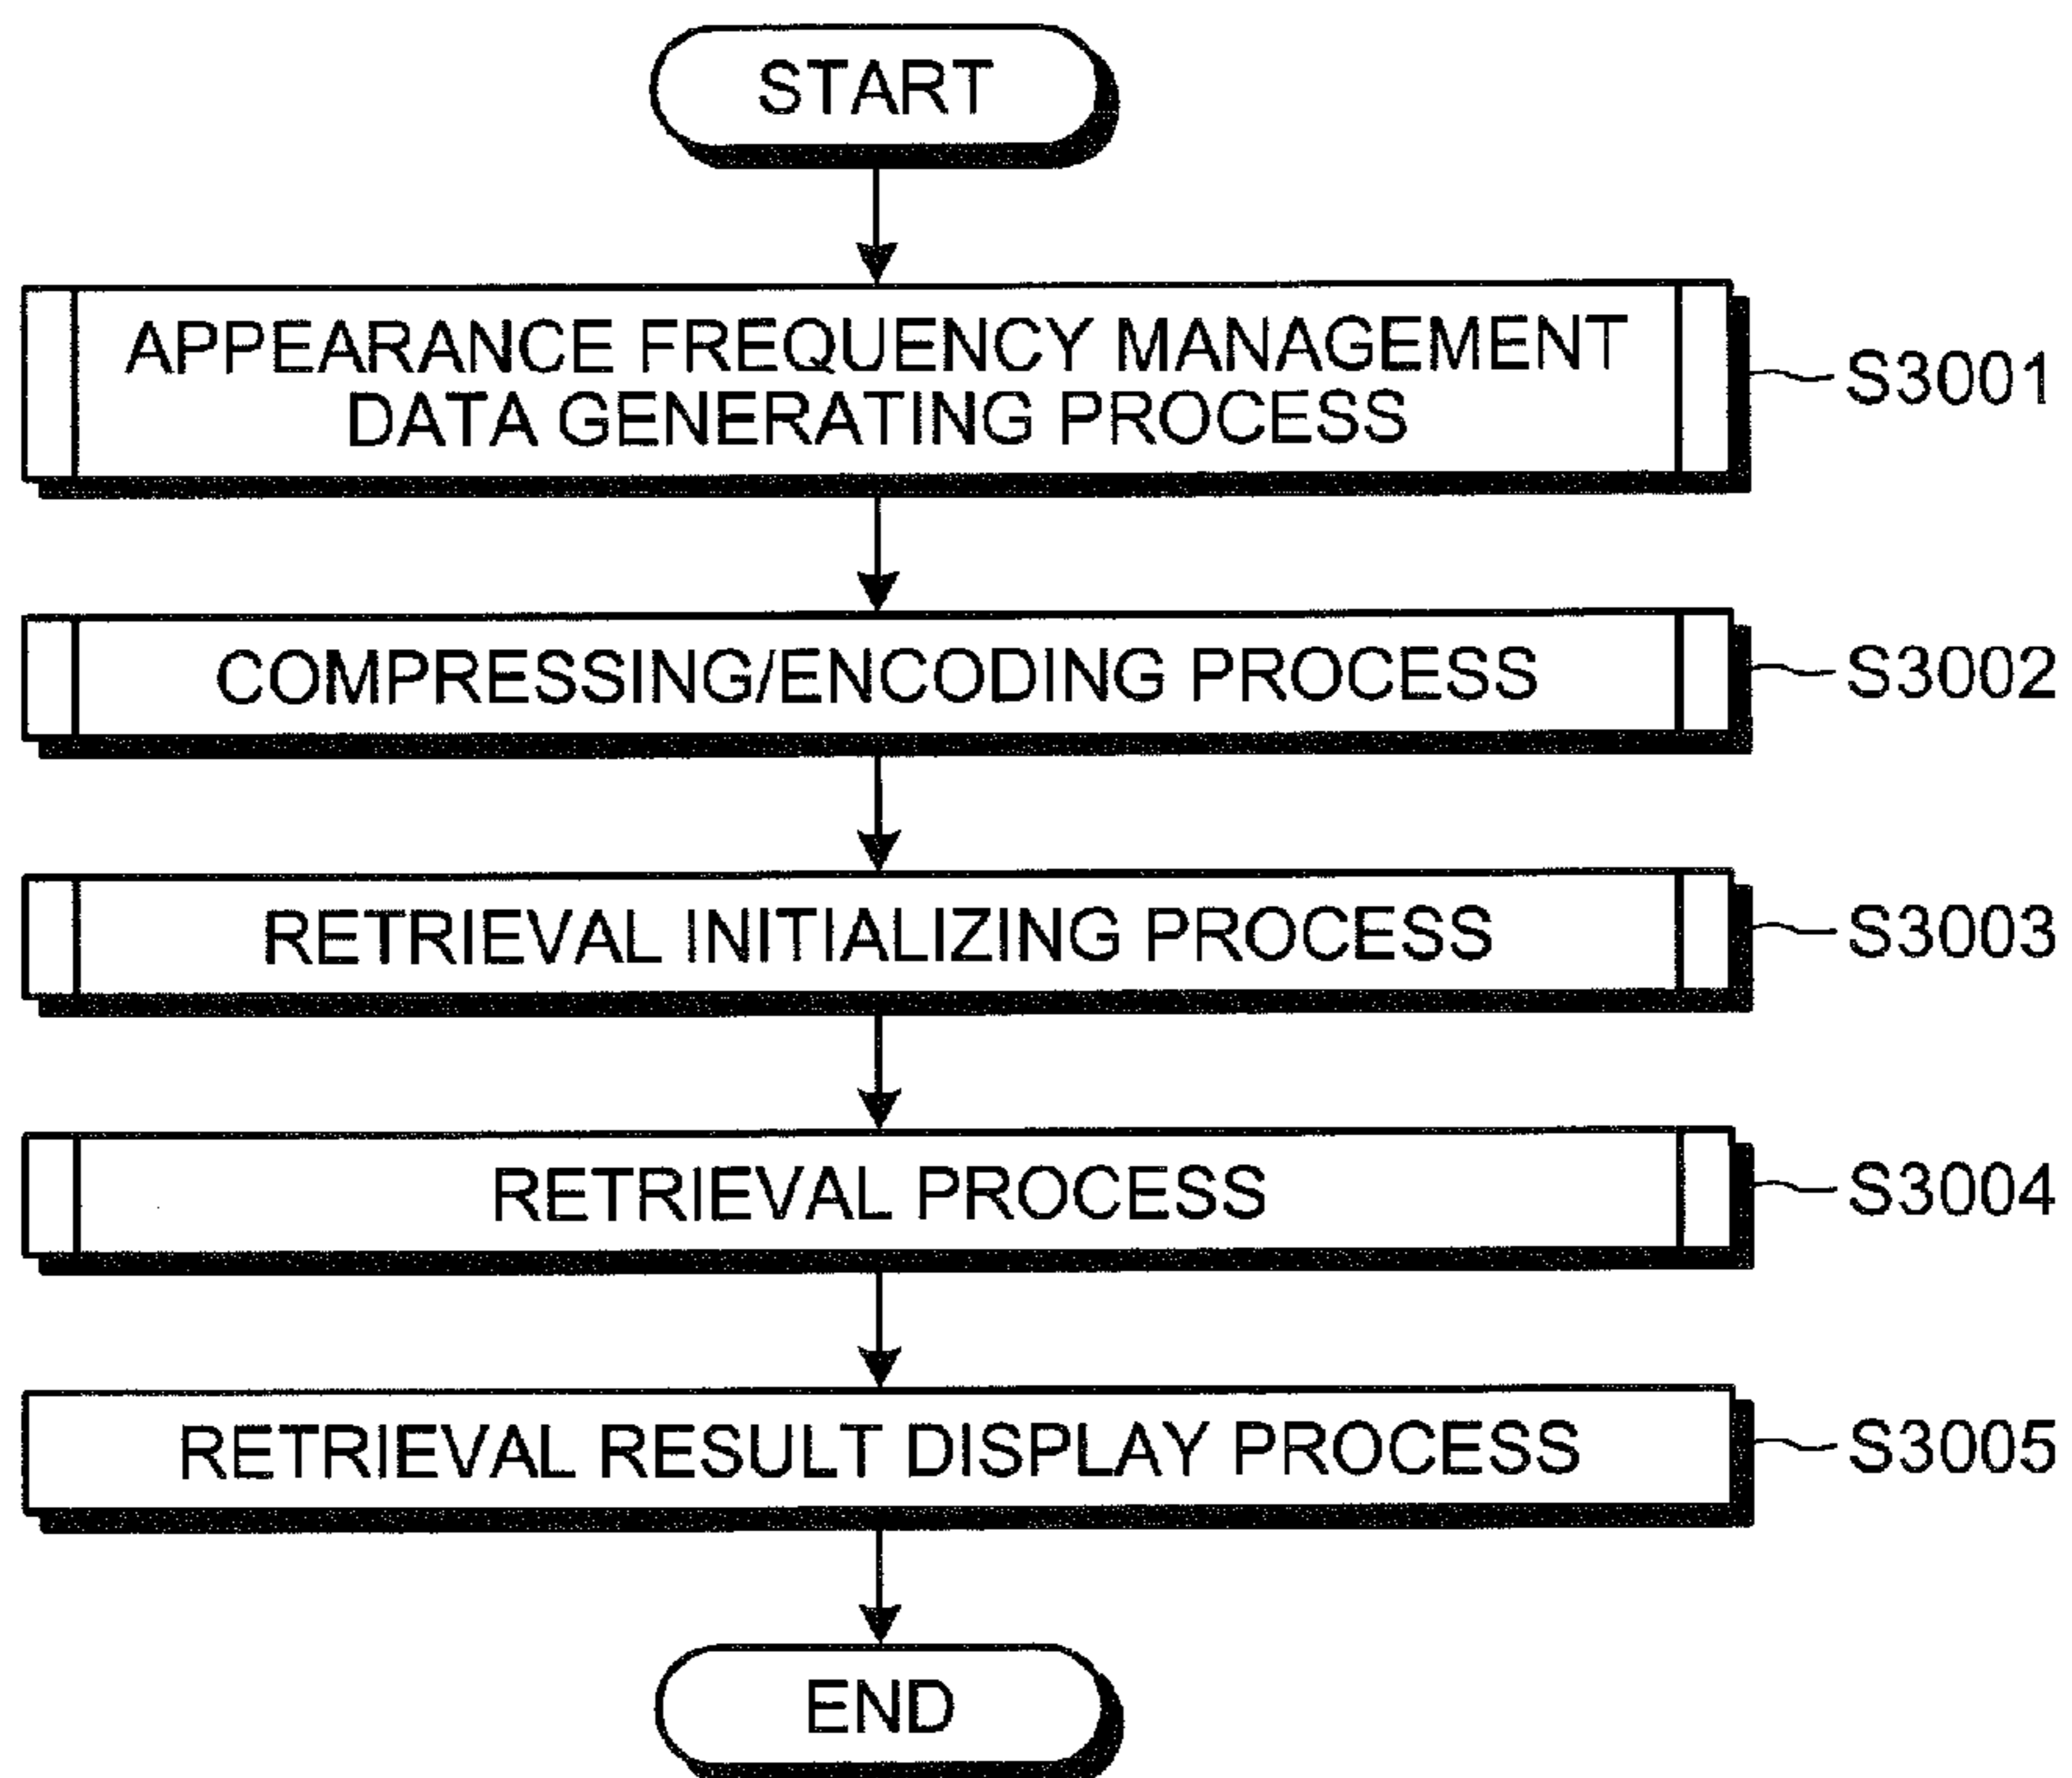 START
APPEARANCE FREQUENCY MANAGEMENT
DATA GENERATING PROCESS
S3001
COMPRESSING/ENCODING PROCESS
S3002
RETRIEVAL INITIALIZING PROCESS
S3003
RETRIEVAL PROCESS
S3004
RETRIEVAL RESULT DISPLAY PROCESS
S3005
END